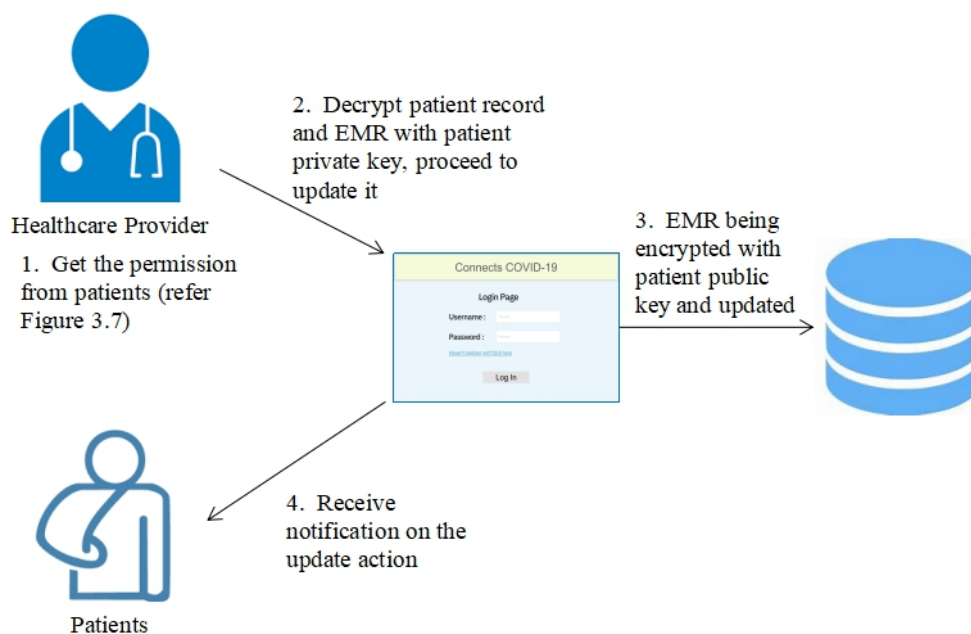 2. Decrypt patient record
and EMR with patient
private key, proceed to
update it
Healthcare Provider
1. Get the permission
from patients (refer
Figure 3.7)
3. EMR being
encrypted with
patient public
key and updated
Connects COVID-19
Login Page
Username :
Password :
Log In
4. Receive
notification on the
update action
Patients